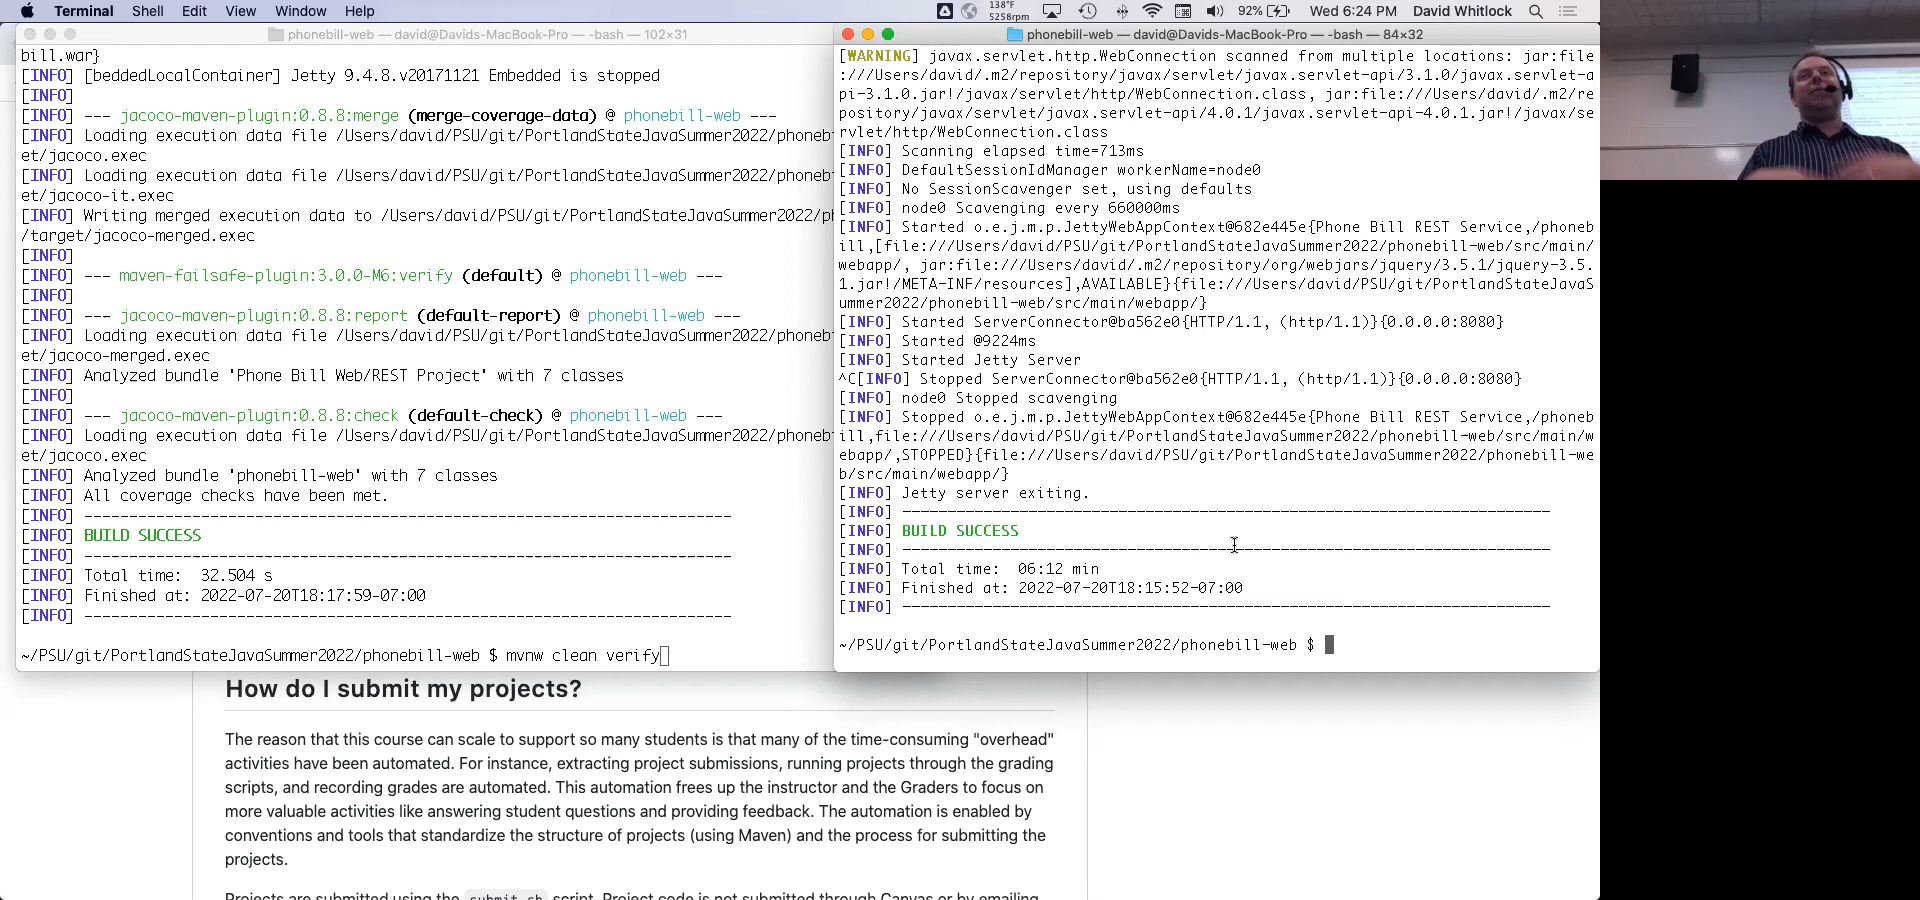 Terminal Shell Edit View Window Help 138°F 5258rpm 92% Wed 6:24 PM David Whitlock
phonebill-web — david@Davids-MacBook-Pro — -bash — 102×31
bill.war}
[INFO] [beddedLocalContainer] Jetty 9.4.8.v20171121 Embedded is stopped
[INFO]
[INFO] --- jacoco-maven-plugin:0.8.8:merge (merge-coverage-data) @ phonebill-web ---
[INFO] Loading execution data file /Users/david/PSU/git/PortlandStateJavaSummer2022/phoneb
et/jacoco.exec
[INFO] Loading execution data file /Users/david/PSU/git/PortlandStateJavaSummer2022/phoneb
et/jacoco-it.exec
[INFO] Writing merged execution data to /Users/david/PSU/git/PortlandStateJavaSummer2022/p
/target/jacoco-merged.exec
[INFO]
[INFO] --- maven-failsafe-plugin:3.0.0-M6:verify (default) @ phonebill-web ---
[INFO]
[INFO] --- jacoco-maven-plugin:0.8.8:report (default-report) @ phonebill-web ---
[INFO] Loading execution data file /Users/david/PSU/git/PortlandStateJavaSummer2022/phoneb
et/jacoco-merged.exec
[INFO] Analyzed bundle 'Phone Bill Web/REST Project' with 7 classes
[INFO]
[INFO] --- jacoco-maven-plugin:0.8.8:check (default-check) @ phonebill-web ---
[INFO] Loading execution data file /Users/david/PSU/git/PortlandStateJavaSummer2022/phoneb
et/jacoco.exec
[INFO] Analyzed bundle 'phonebill-web' with 7 classes
[INFO] All coverage checks have been met.
[INFO] ------------------------------------------------------------------------
[INFO] BUILD SUCCESS
[INFO] ------------------------------------------------------------------------
[INFO] Total time:  32.504 s
[INFO] Finished at: 2022-07-20T18:17:59-07:00
[INFO] ------------------------------------------------------------------------
~/PSU/git/PortlandStateJavaSummer2022/phonebill-web $ mvnw clean verify
phonebill-web — david@Davids-MacBook-Pro — -bash — 84×32
[WARNING] javax.servlet.http.WebConnection scanned from multiple locations: jar:file
:///Users/david/.m2/repository/javax/servlet/javax.servlet-api/3.1.0/javax.servlet-a
pi-3.1.0.jar!/javax/servlet/http/WebConnection.class, jar:file:///Users/david/.m2/re
pository/javax/servlet/javax.servlet-api/4.0.1/javax.servlet-api-4.0.1.jar!/javax/se
rvlet/http/WebConnection.class
[INFO] Scanning elapsed time=713ms
[INFO] DefaultSessionIdManager workerName=node0
[INFO] No SessionScavenger set, using defaults
[INFO] node0 Scavenging every 660000ms
[INFO] Started o.e.j.m.p.JettyWebAppContext@682e445e{Phone Bill REST Service,/phoneb
ill,[file:///Users/david/PSU/git/PortlandStateJavaSummer2022/phonebill-web/src/main/
webapp/, jar:file:///Users/david/.m2/repository/org/webjars/jquery/3.5.1/jquery-3.5.
1.jar!/META-INF/resources],AVAILABLE}{file:///Users/david/PSU/git/PortlandStateJavaS
ummer2022/phonebill-web/src/main/webapp/}
[INFO] Started ServerConnector@ba562e0{HTTP/1.1, (http/1.1)}{0.0.0.0:8080}
[INFO] Started @9224ms
[INFO] Started Jetty Server
^C[INFO] Stopped ServerConnector@ba562e0{HTTP/1.1, (http/1.1)}{0.0.0.0:8080}
[INFO] node0 Stopped scavenging
[INFO] Stopped o.e.j.m.p.JettyWebAppContext@682e445e{Phone Bill REST Service,/phoneb
ill,file:///Users/david/PSU/git/PortlandStateJavaSummer2022/phonebill-web/src/main/w
ebapp/,STOPPED}{file:///Users/david/PSU/git/PortlandStateJavaSummer2022/phonebill-we
b/src/main/webapp/}
[INFO] Jetty server exiting.
[INFO] ------------------------------------------------------------------------
[INFO] BUILD SUCCESS
[INFO] ------------------------------------------------------------------------
[INFO] Total time:  06:12 min
[INFO] Finished at: 2022-07-20T18:15:52-07:00
[INFO] ------------------------------------------------------------------------
~/PSU/git/PortlandStateJavaSummer2022/phonebill-web $
How do I submit my projects?
The reason that this course can scale to support so many students is that many of the time-consuming "overhead"
activities have been automated. For instance, extracting project submissions, running projects through the grading
scripts, and recording grades are automated. This automation frees up the instructor and the Graders to focus on
more valuable activities like answering student questions and providing feedback. The automation is enabled by
conventions and tools that standardize the structure of projects (using Maven) and the process for submitting the
projects.
Projects are submitted using the submit.sh script. Project code is not submitted through Canvas or by emailing